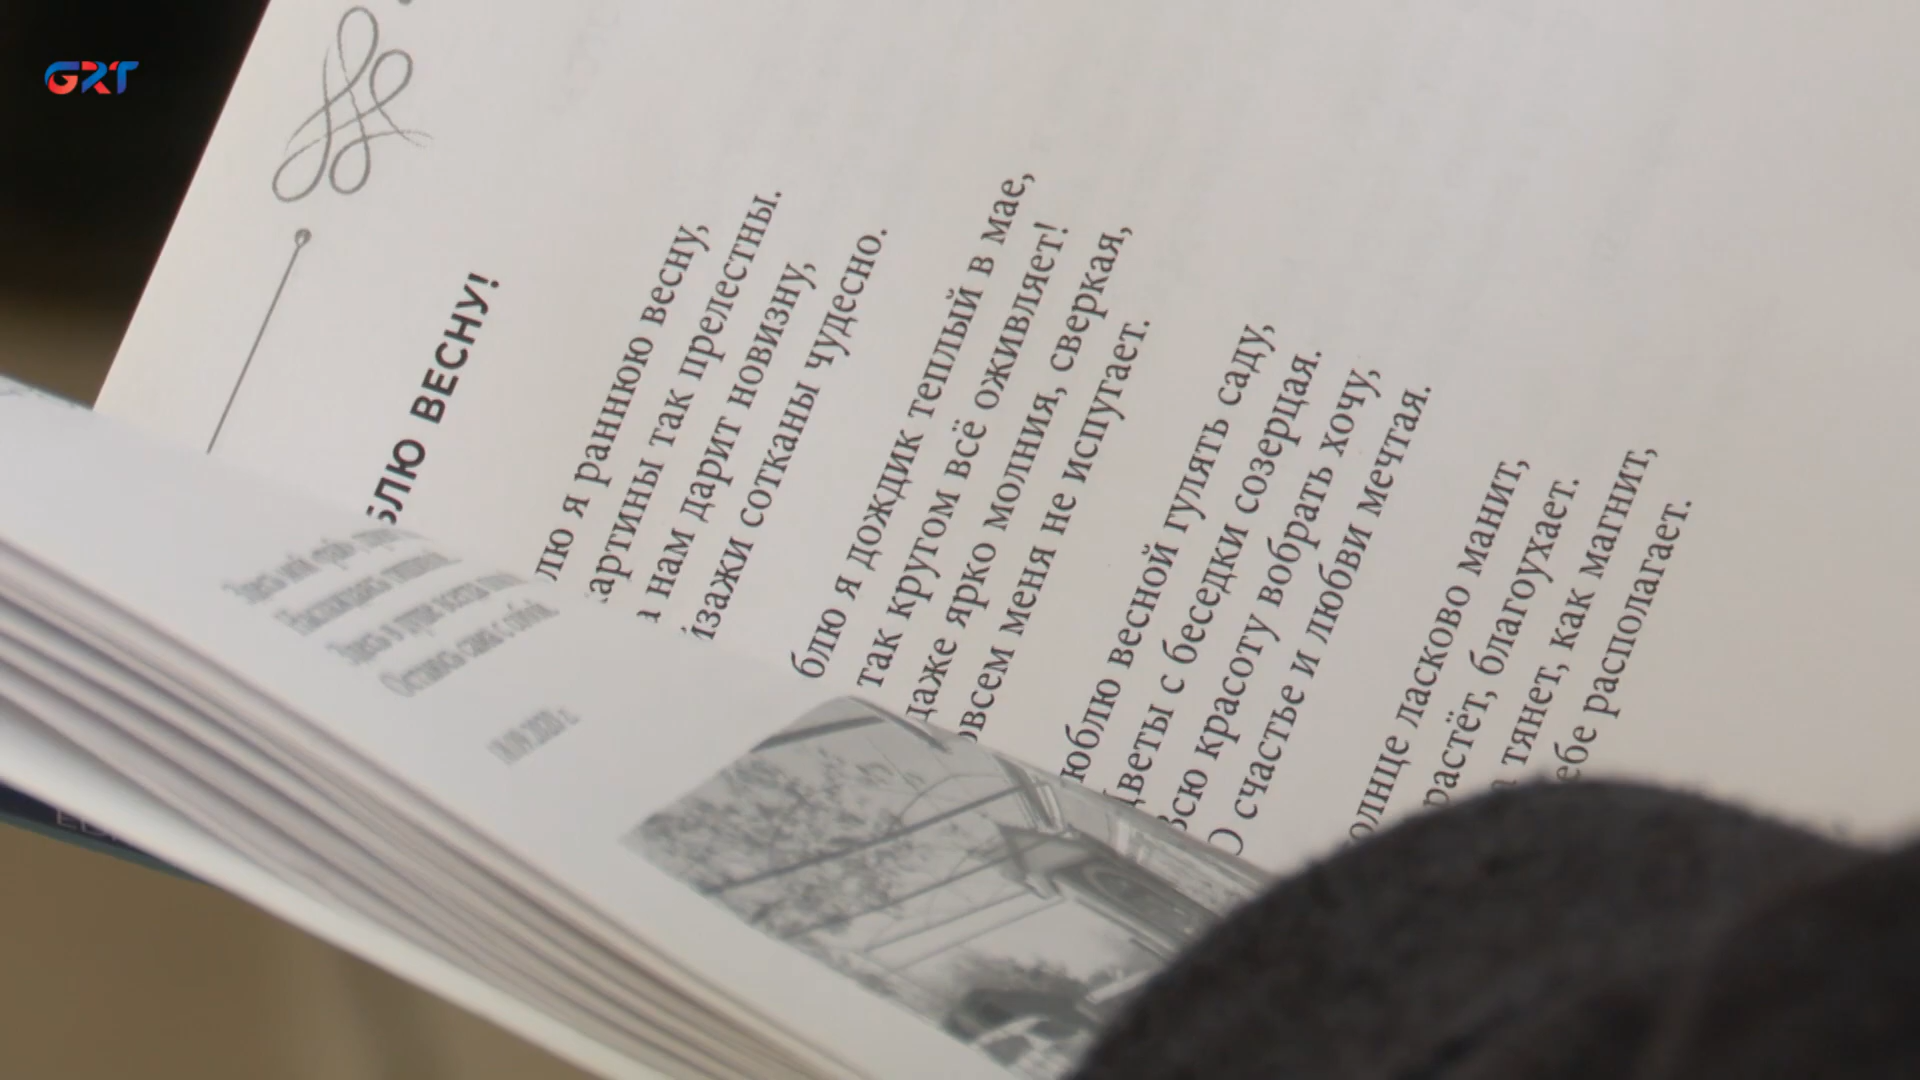 GRT
БЛЮ ВЕСНУ!
лю я раннюю весну,
артины так прелестны.
а нам дарит новизну,
йзажи сотканы чудесно.
блю я дождик теплый в мае,
так кругом всё оживляет!
даже ярко молния, сверкая,
овсем меня не испугает.
юблю весной гулять саду,
Цветы с беседки созерцая.
Всю красоту вобрать хочу,
О счастье и любви мечтая.
олнце ласково манит,
растёт, благоухает.
а тянет, как магнит,
ебе располагает.